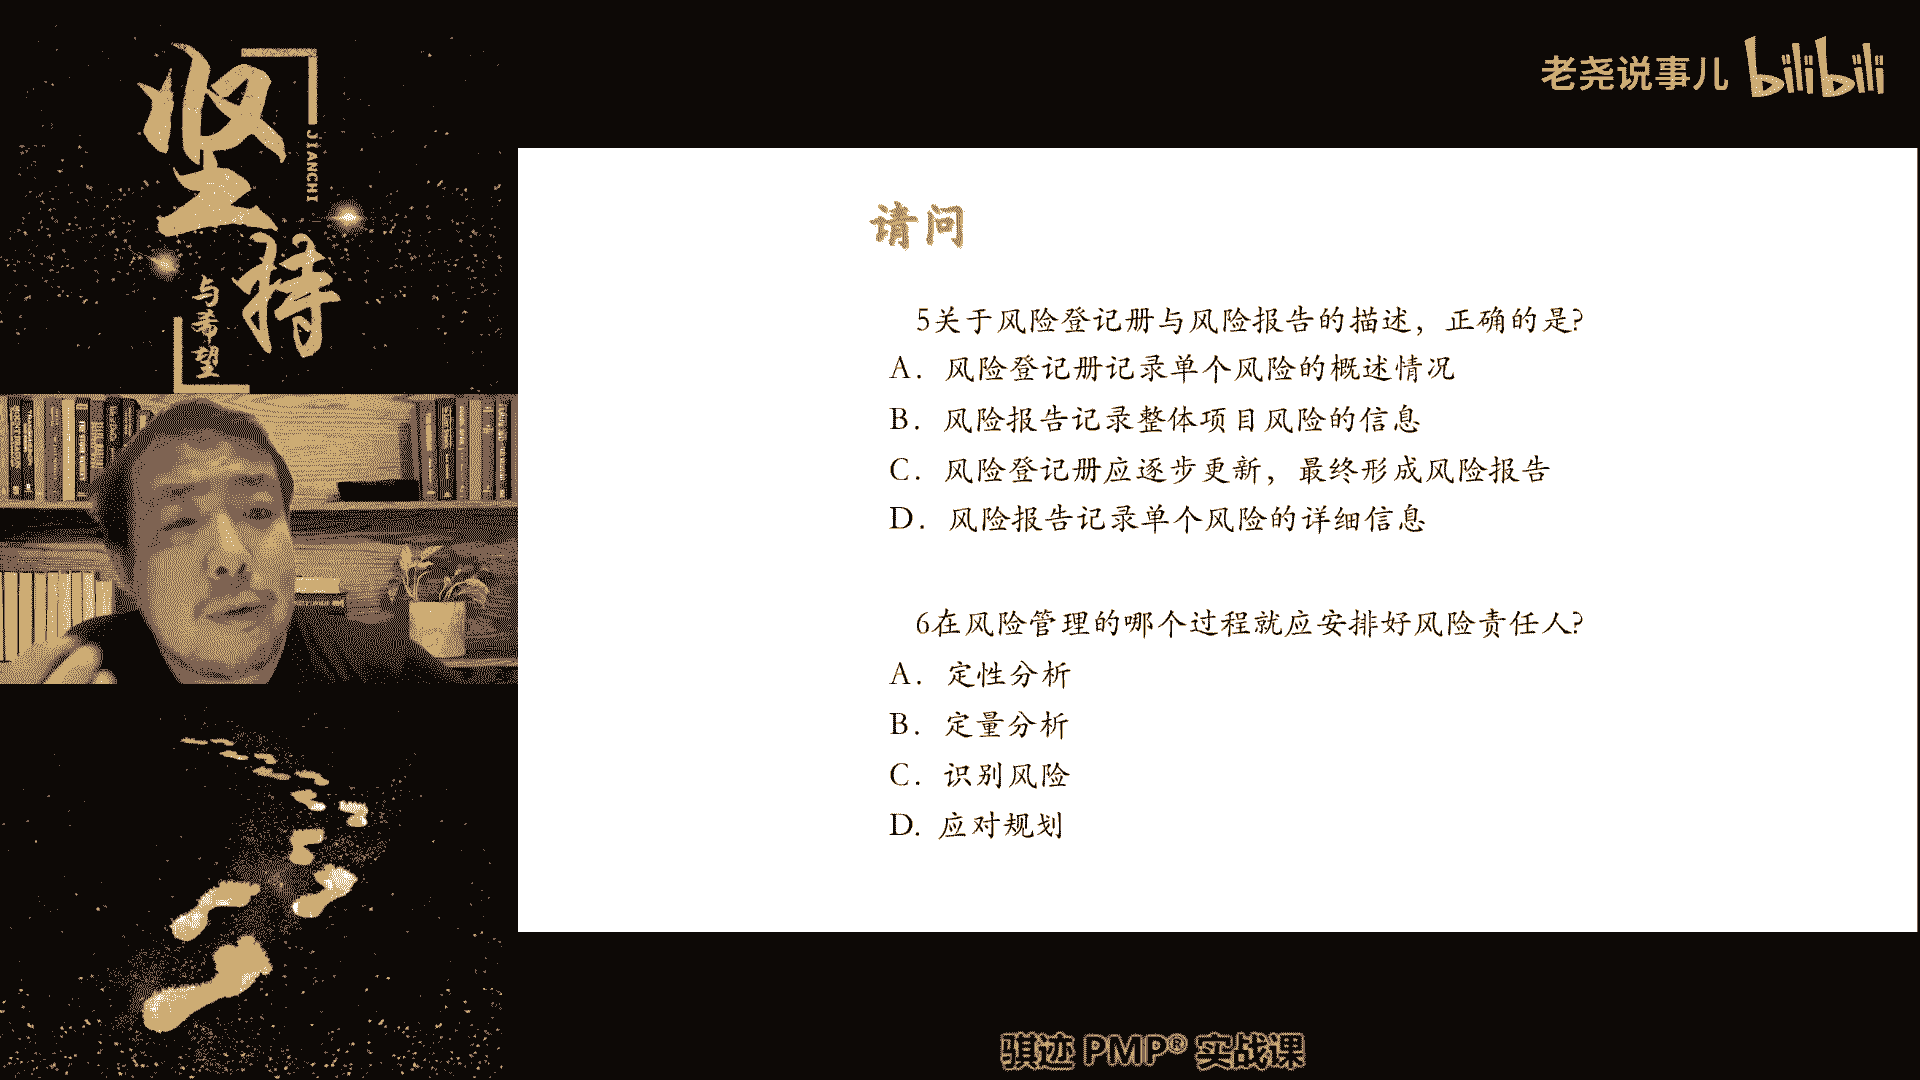 坚持
JIANCHI
与希望
老尧说事儿 bilibili
请问
5关于风险登记册与风险报告的描述，正确的是?
A. 风险登记册记录单个风险的概述情况
B. 风险报告记录整体项目风险的信息
C. 风险登记册应逐步更新，最终形成风险报告
D. 风险报告记录单个风险的详细信息
6在风险管理的哪个过程就应安排好风险责任人?
A. 定性分析
B. 定量分析
C. 识别风险
D. 应对规划
骐迹 PMP® 实战课